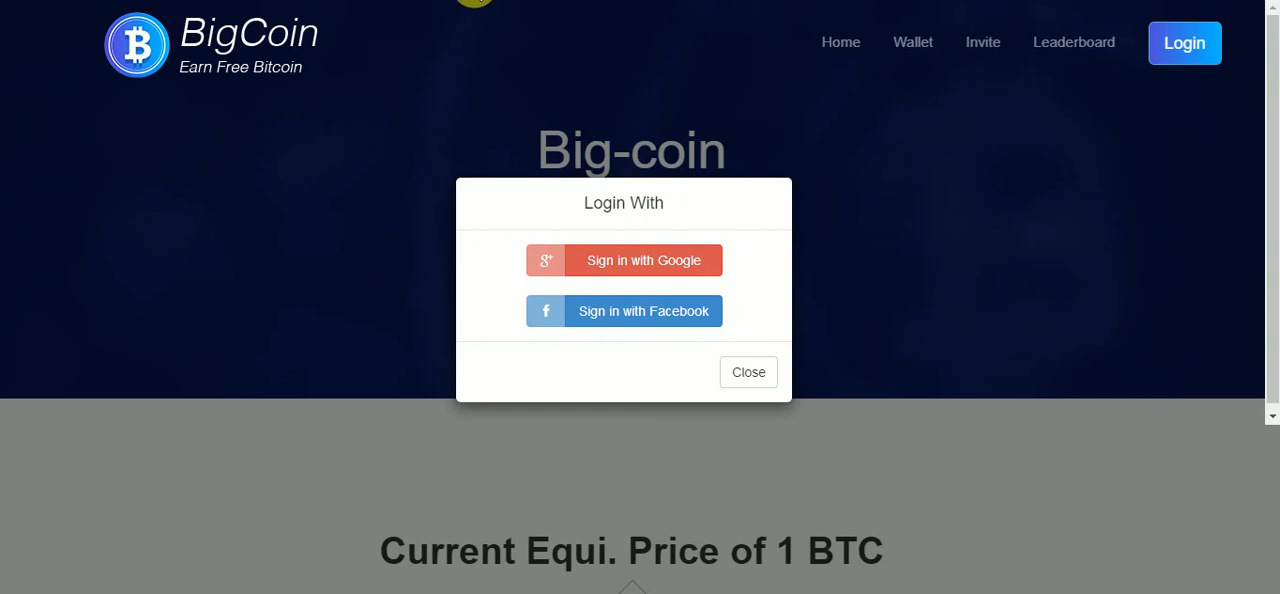 BigCoin
Earn Free Bitcoin
Home Wallet Invite Leaderboard Login
Big-coin
Login With
g+ Sign in with Google
f Sign in with Facebook
Close
Current Equi. Price of 1 BTC